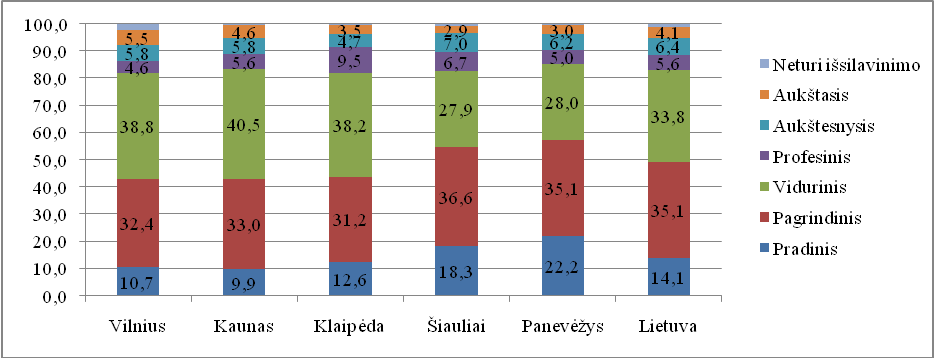 100,0
90,0
80,0
70,0
60,0
50,0
40,0
30,0
20,0
10,0
0,0
5,5 4,6 3,5 2,9 3,0 4,1
5,8 5,8 4,7 7,0 6,2 6,4
4,6 5,6 9,5 6,7 5,0 5,6
38,8 40,5 38,2 27,9 28,0 33,8
32,4 33,0 31,2 36,6 35,1 35,1
10,7 9,9 12,6 18,3 22,2 14,1
Vilnius Kaunas Klaipėda Šiauliai Panevėžys Lietuva
Neturi išsilavinimo
Aukštasis
Aukštesnysis
Profesinis
Vidurinis
Pagrindinis
Pradinis